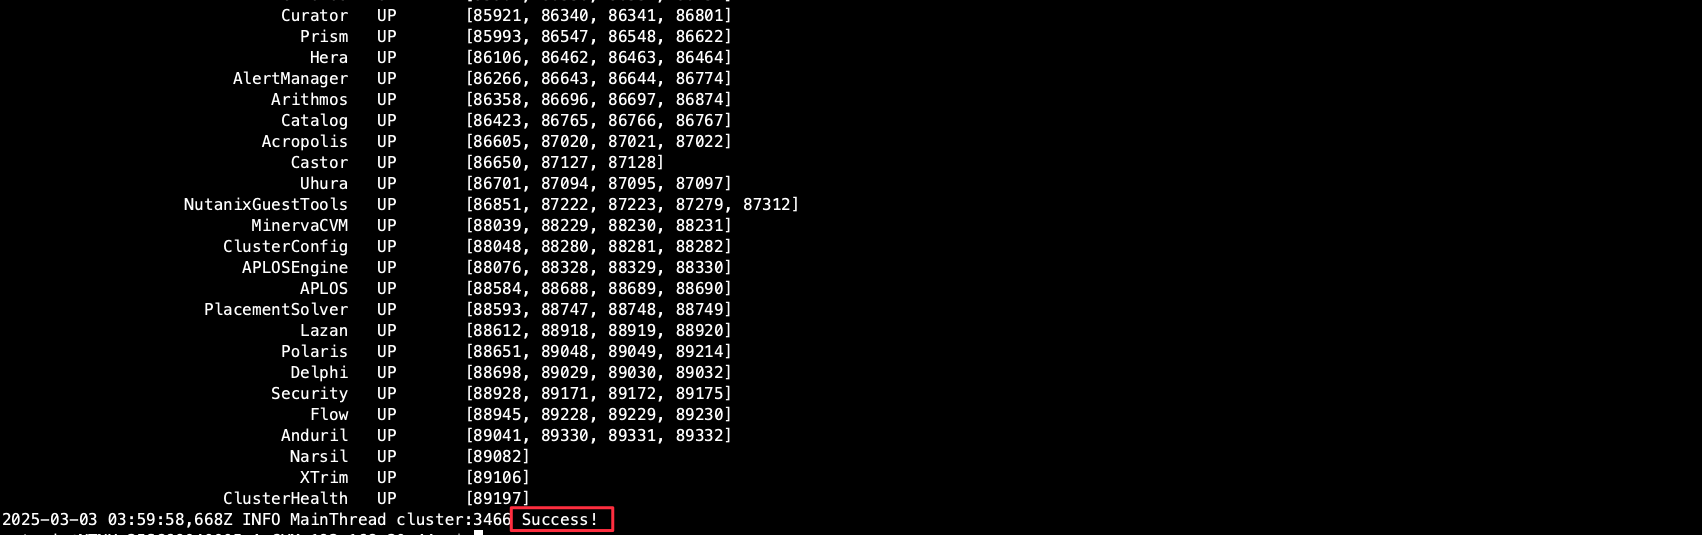 Curator UP [85921, 86340, 86341, 86801]
Prism UP [85993, 86547, 86548, 86622]
Hera UP [86106, 86462, 86463, 86464]
AlertManager UP [86266, 86643, 86644, 86774]
Arithmos UP [86358, 86696, 86697, 86874]
Catalog UP [86423, 86765, 86766, 86767]
Acropolis UP [86605, 87020, 87021, 87022]
Castor UP [86650, 87127, 87128]
Uhura UP [86701, 87094, 87095, 87097]
NutanixGuestTools UP [86851, 87222, 87223, 87279, 87312]
MinervaCVM UP [88039, 88229, 88230, 88231]
ClusterConfig UP [88048, 88280, 88281, 88282]
APLOSEngine UP [88076, 88328, 88329, 88330]
APLOS UP [88584, 88688, 88689, 88690]
PlacementSolver UP [88593, 88747, 88748, 88749]
Lazan UP [88612, 88918, 88919, 88920]
Polaris UP [88651, 89048, 89049, 89214]
Delphi UP [88698, 89029, 89030, 89032]
Security UP [88928, 89171, 89172, 89175]
Flow UP [88945, 89228, 89229, 89230]
Anduril UP [89041, 89330, 89331, 89332]
Narsil UP [89082]
XTrim UP [89106]
ClusterHealth UP [89197]
2025-03-03 03:59:58,668Z INFO MainThread cluster:3466 Success!